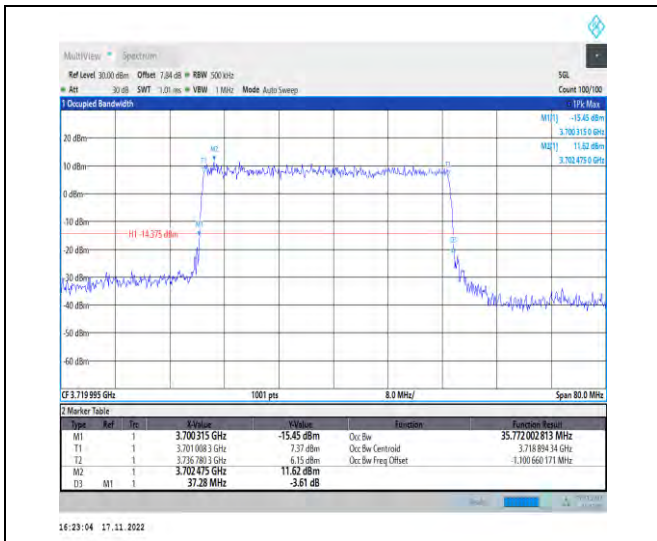 MultiView Spectrum
Ref Level 30.00 dBm Offset 7.84 dB RBW 500 kHz SGL
Att 30 dB SWT 1.01 ms VBW 1 MHz Mode Auto Sweep Count 100/100
1 Occupied Bandwidth 1Pk Max
M1[1] -15.45 dBm
3.700 315 0 GHz
M2[1] 11.62 dBm
3.702 475 0 GHz
20 dBm
M2
T1
10 dBm
0 dBm
-10 dBm
M1
H1 -14.375 dBm
D3
-20 dBm
-30 dBm
-40 dBm
-50 dBm
-60 dBm
CF 3.719 995 GHz 1001 pts 8.0 MHz/ Span 80.0 MHz
2 Marker Table
Type Ref Trc X-Value Y-Value Function Function Result
M1 1 3.700 315 GHz -15.45 dBm Occ Bw 35.772 002 813 MHz
T1 1 3.701 008 3 GHz 7.37 dBm Occ Bw Centroid 3.718 894 34 GHz
T2 1 3.736 780 3 GHz 6.15 dBm Occ Bw Freq Offset -1.100 660 171 MHz
M2 1 3.702 475 GHz 11.62 dBm
D3 M1 1 37.28 MHz -3.61 dB
16:23:04 17.11.2022